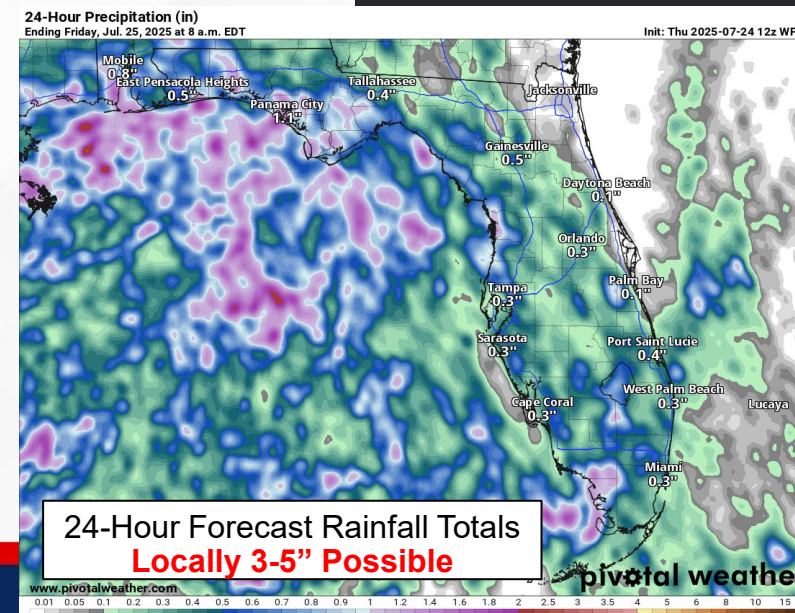 24-Hour Precipitation (in)
Ending Friday, Jul. 25, 2025 at 8 a.m. EDT
Init: Thu 2025-07-24 12z WP
Mobile
0.8"
East Pensacola Heights
0.5"
Panama City
1.1"
Tallahassee
0.4"
Jacksonville
Gainesville
0.5"
Daytona Beach
0.1"
Orlando
0.3"
Palm Bay
0.1"
Tampa
0.3"
Sarasota
0.3"
Port Saint Lucie
0.4"
Cape Coral
0.3"
West Palm Beach
0.3"
Lucaya
Miami
0.3"
24-Hour Forecast Rainfall Totals
Locally 3-5” Possible
www.pivotalweather.com
pivotal weathe
0.01 0.05 0.1 0.2 0.3 0.4 0.5 0.6 0.7 0.8 0.9 1 1.2 1.4 1.6 1.8 2 2.5 3 3.5 4 5 6 8 10 15